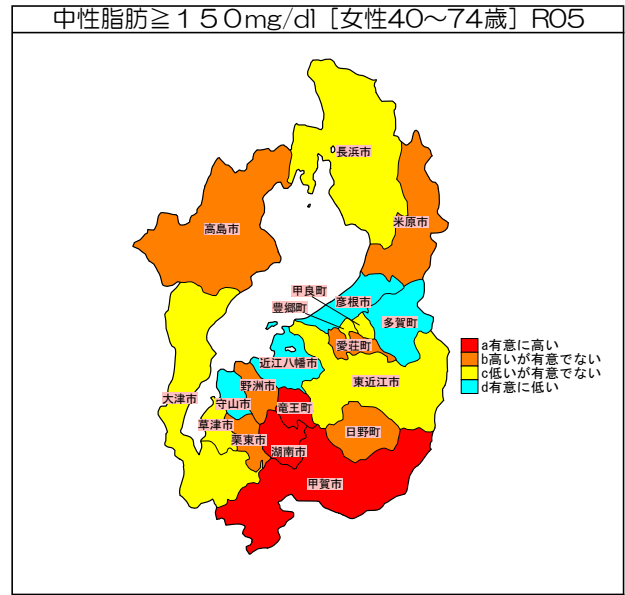 中性脂肪≧１５０mg/dl［女性40～74歳］R05
長浜市
高島市
米原市
甲良町
彦根市
豊郷町
多賀町
愛荘町
a有意に高い
b高いが有意でない
c低いが有意でない
d有意に低い
近江八幡市
東近江市
野洲市
大津市
守山市
竜王町
草津市
栗東市
日野町
湖南市
甲賀市